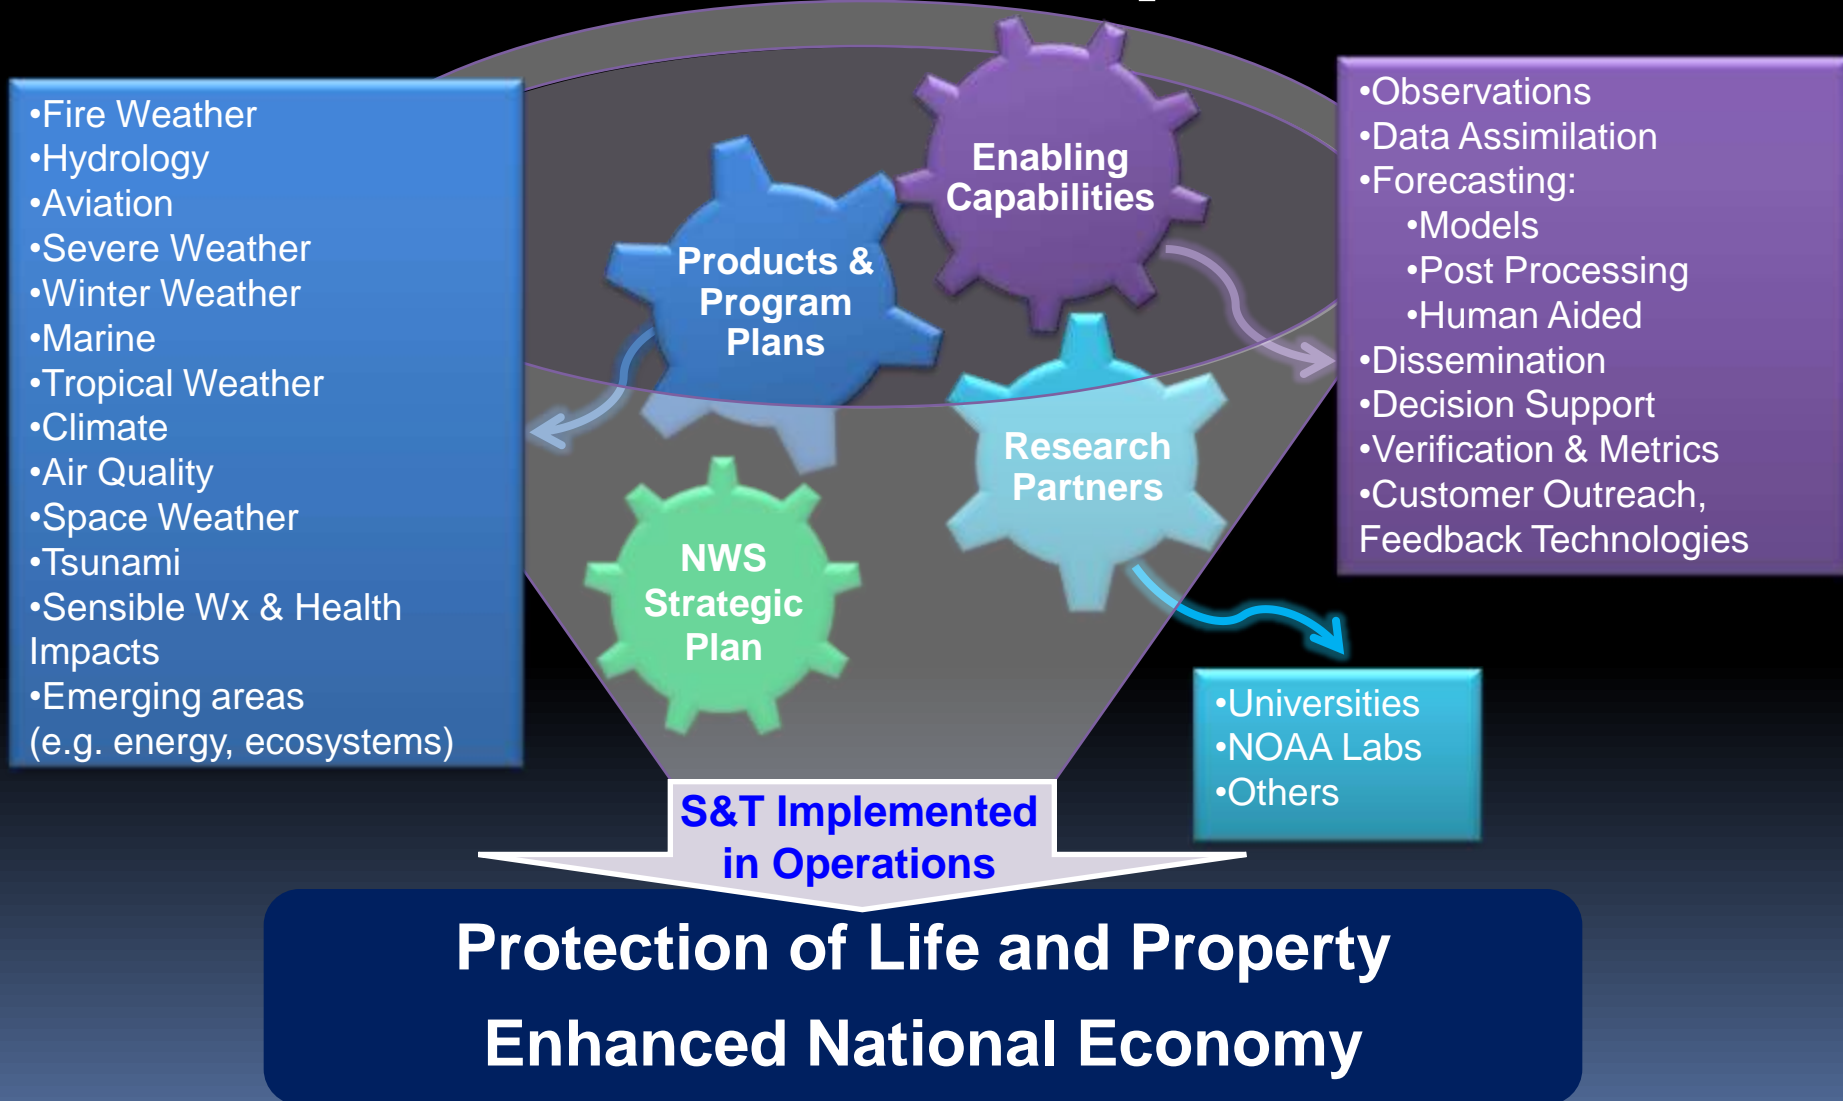 •Fire Weather
•Hydrology
•Aviation
•Severe Weather
•Winter Weather
•Marine
•Tropical Weather
•Climate
•Air Quality
•Space Weather
•Tsunami
•Sensible Wx & Health
Impacts
•Emerging areas
(e.g. energy, ecosystems)
Enabling
Capabilities
Products &
Program
Plans
Research
Partners
NWS
Strategic
Plan
•Observations
•Data Assimilation
•Forecasting:
•Models
•Post Processing
•Human Aided
•Dissemination
•Decision Support
•Verification & Metrics
•Customer Outreach,
Feedback Technologies
•Universities
•NOAA Labs
•Others
S&T Implemented
in Operations
Protection of Life and Property
Enhanced National Economy